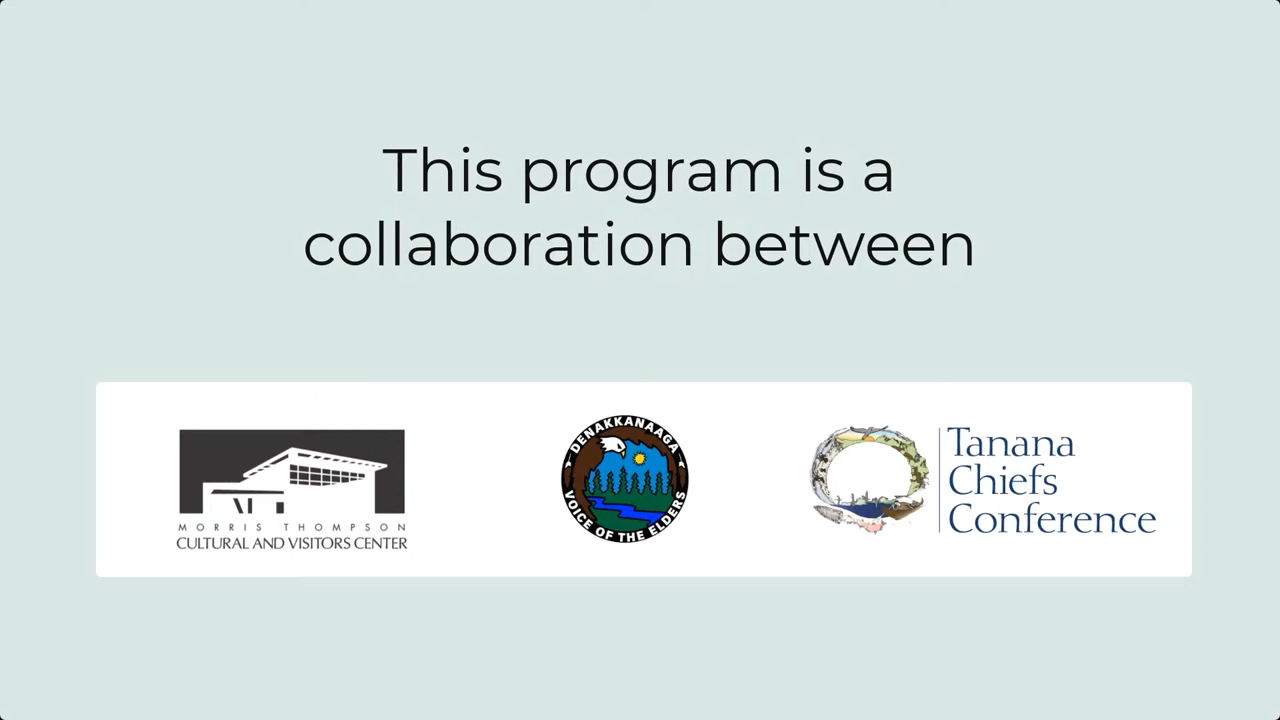 This program is a
collaboration between
MORRIS THOMPSON
CULTURAL AND VISITORS CENTER
DENAKKANAAGA
VOICE OF THE ELDERS
Tanana
Chiefs
Conference